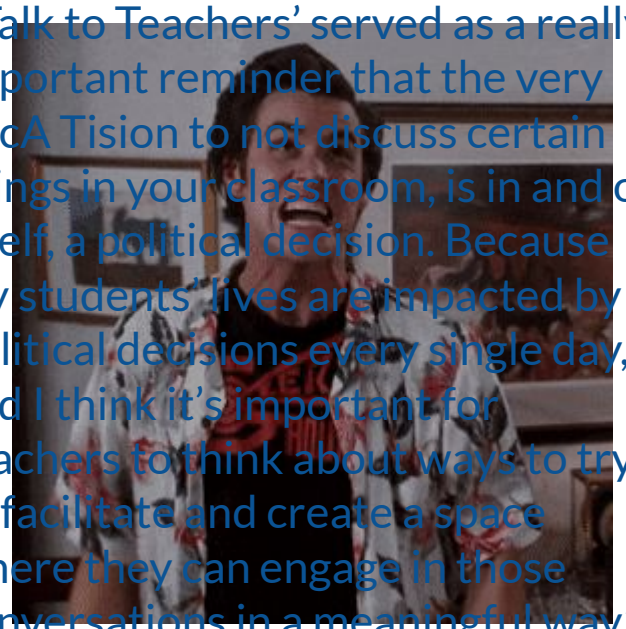 alk to Teachers’ served as a reall
portant reminder that the very
cA Tision to not discuss certain
ngs in your classroom, is in and o
elf, a political decision. Because
y students’ lives are impacted by
litical decisions every single day,
d I think it’s important for
achers to think about ways to try
facilitate and create a space
here they can engage in those
nversations in a meaningful way